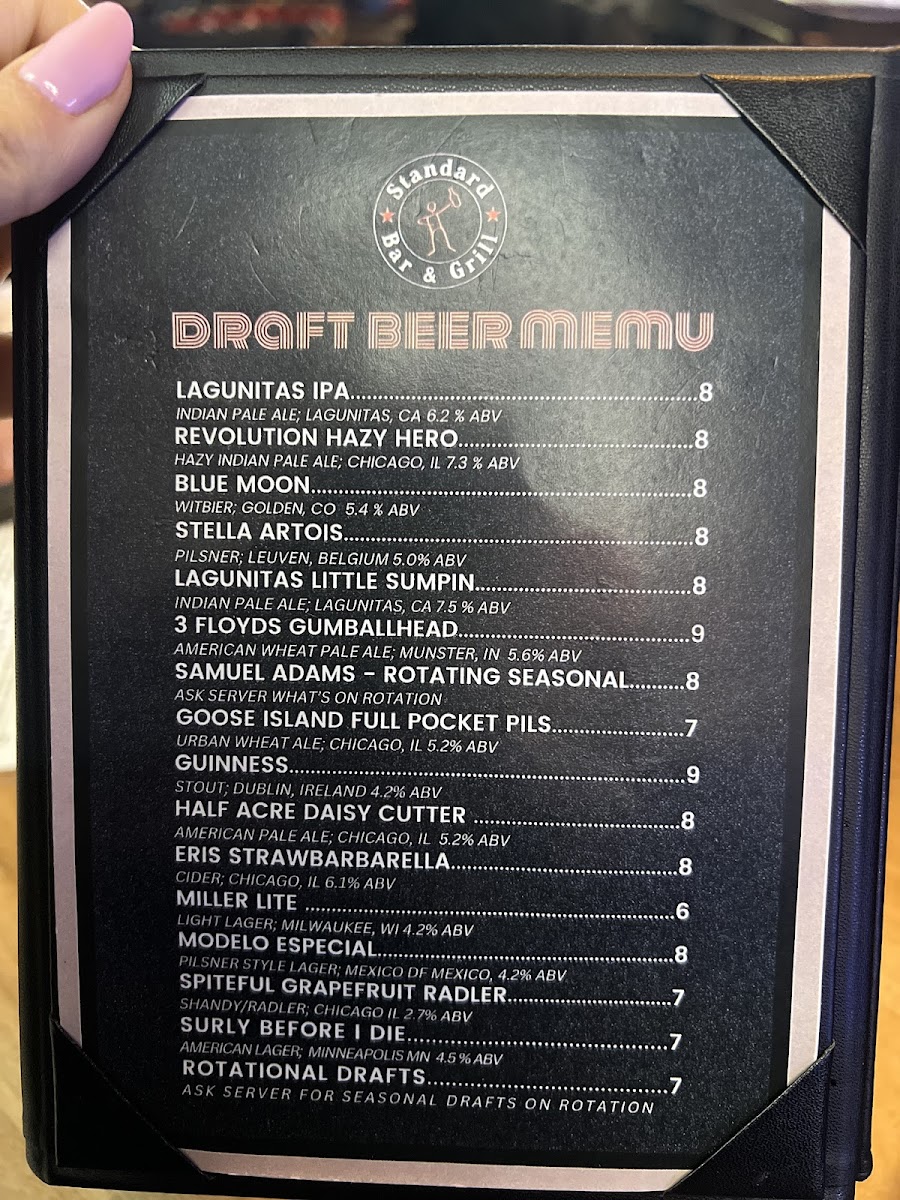 Standard
Bar & Grill
DRAFT BEER MEMU
LAGUNITAS IPA........8
INDIAN PALE ALE; LAGUNITAS, CA 6.2 % ABV
REVOLUTION HAZY HERO........8
HAZY INDIAN PALE ALE; CHICAGO, IL 7.3 % ABV
BLUE MOON........8
WITBIER; GOLDEN, CO 5.4 % ABV
STELLA ARTOIS........8
PILSNER; LEUVEN, BELGIUM 5.0% ABV
LAGUNITAS LITTLE SUMPIN........8
INDIAN PALE ALE; LAGUNITAS, CA 7.5 % ABV
3 FLOYDS GUMBALLHEAD........9
AMERICAN WHEAT PALE ALE; MUNSTER, IN 5.6% ABV
SAMUEL ADAMS - ROTATING SEASONAL........8
ASK SERVER WHAT'S ON ROTATION
GOOSE ISLAND FULL POCKET PILS........7
URBAN WHEAT ALE; CHICAGO, IL 5.2% ABV
GUINNESS........9
STOUT; DUBLIN, IRELAND 4.2% ABV
HALF ACRE DAISY CUTTER ........8
AMERICAN PALE ALE; CHICAGO, IL 5.2% ABV
ERIS STRAWBARBARELLA........8
CIDER; CHICAGO, IL 6.1% ABV
MILLER LITE ........6
LIGHT LAGER; MILWAUKEE, WI 4.2% ABV
MODELO ESPECIAL........8
PILSNER STYLE LAGER; MEXICO DF MEXICO, 4.2% ABV
SPITEFUL GRAPEFRUIT RADLER........7
SHANDY/RADLER; CHICAGO IL 2.7% ABV
SURLY BEFORE I DIE........7
AMERICAN LAGER; MINNEAPOLIS MN 4.5 % ABV
ROTATIONAL DRAFTS........7
ASK SERVER FOR SEASONAL DRAFTS ON ROTATION